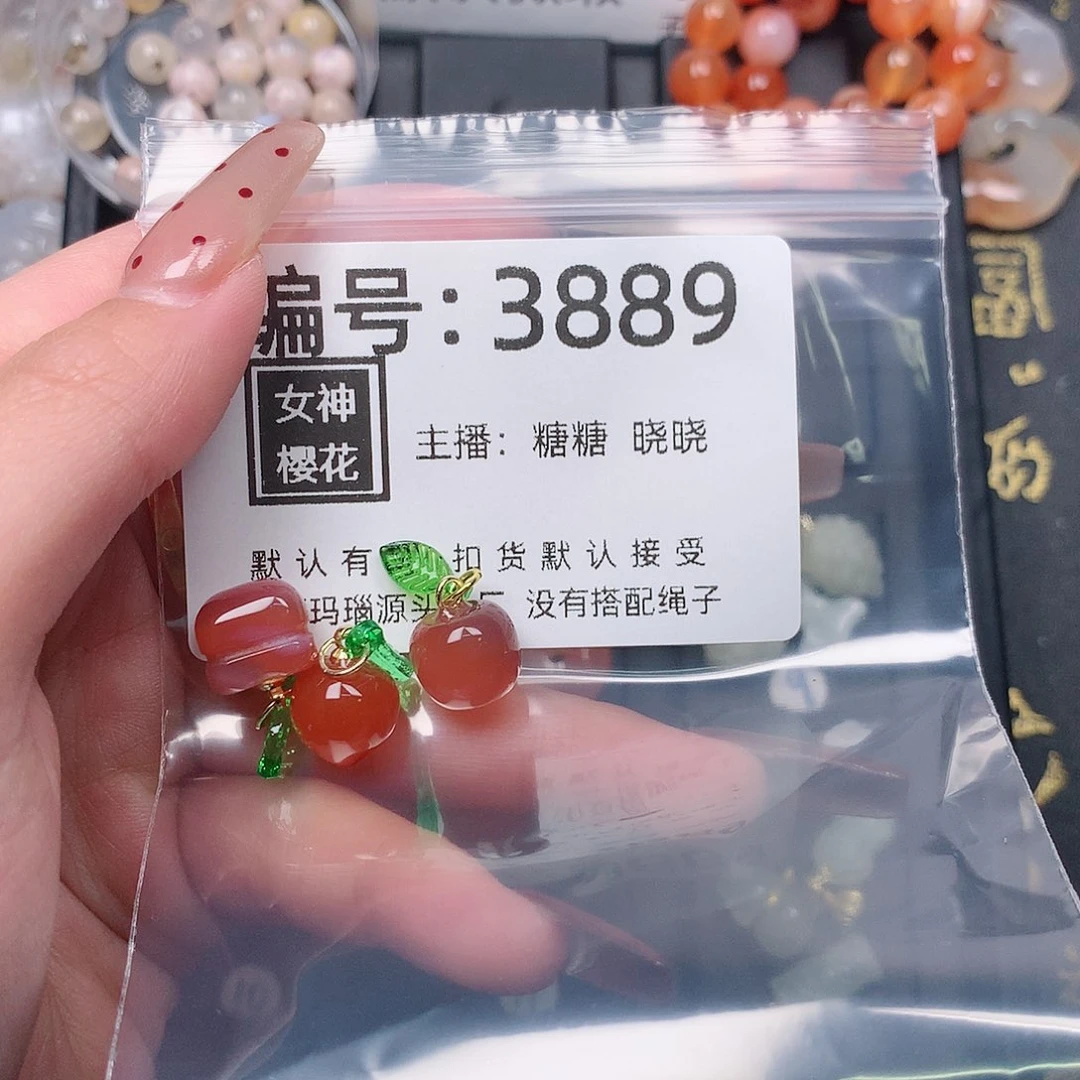 编号：3889
女神
樱花
主播：糖糖 晓晓
默认有 扣货默认接受
玛瑙源头 没有搭配绳子